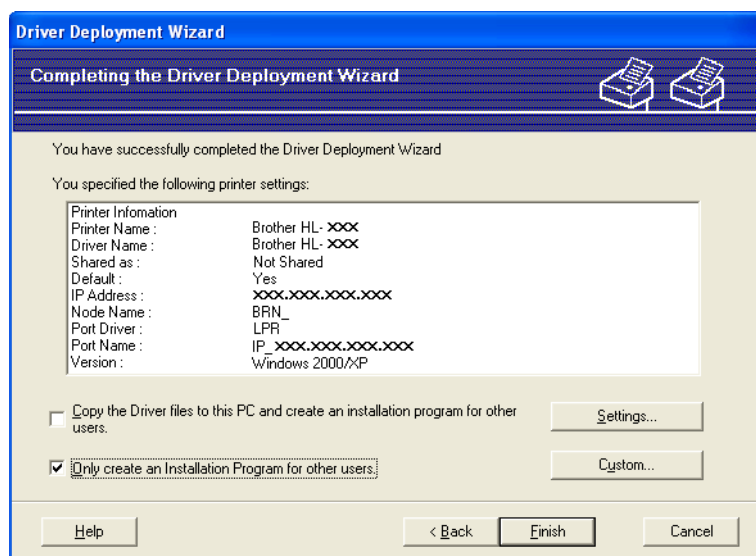 Driver Deployment Wizard
Completing the Driver Deployment Wizard
You have successfully completed the Driver Deployment Wizard
You specified the following printer settings:
Printer Infomation
Printer Name : Brother HL- XXX
Driver Name : Brother HL- XXX
Shared as : Not Shared
Default : Yes
IP Address : XXX.XXX.XXX.XXX
Node Name : BRN_
Port Driver : LPR
Port Name : IP_XXX.XXX.XXX.XXX
Version : Windows 2000/XP
Copy the Driver files to this PC and create an installation program for other
users.
Settings...
Only create an Installation Program for other users.
Custom...
Help
< Back
Finish
Cancel